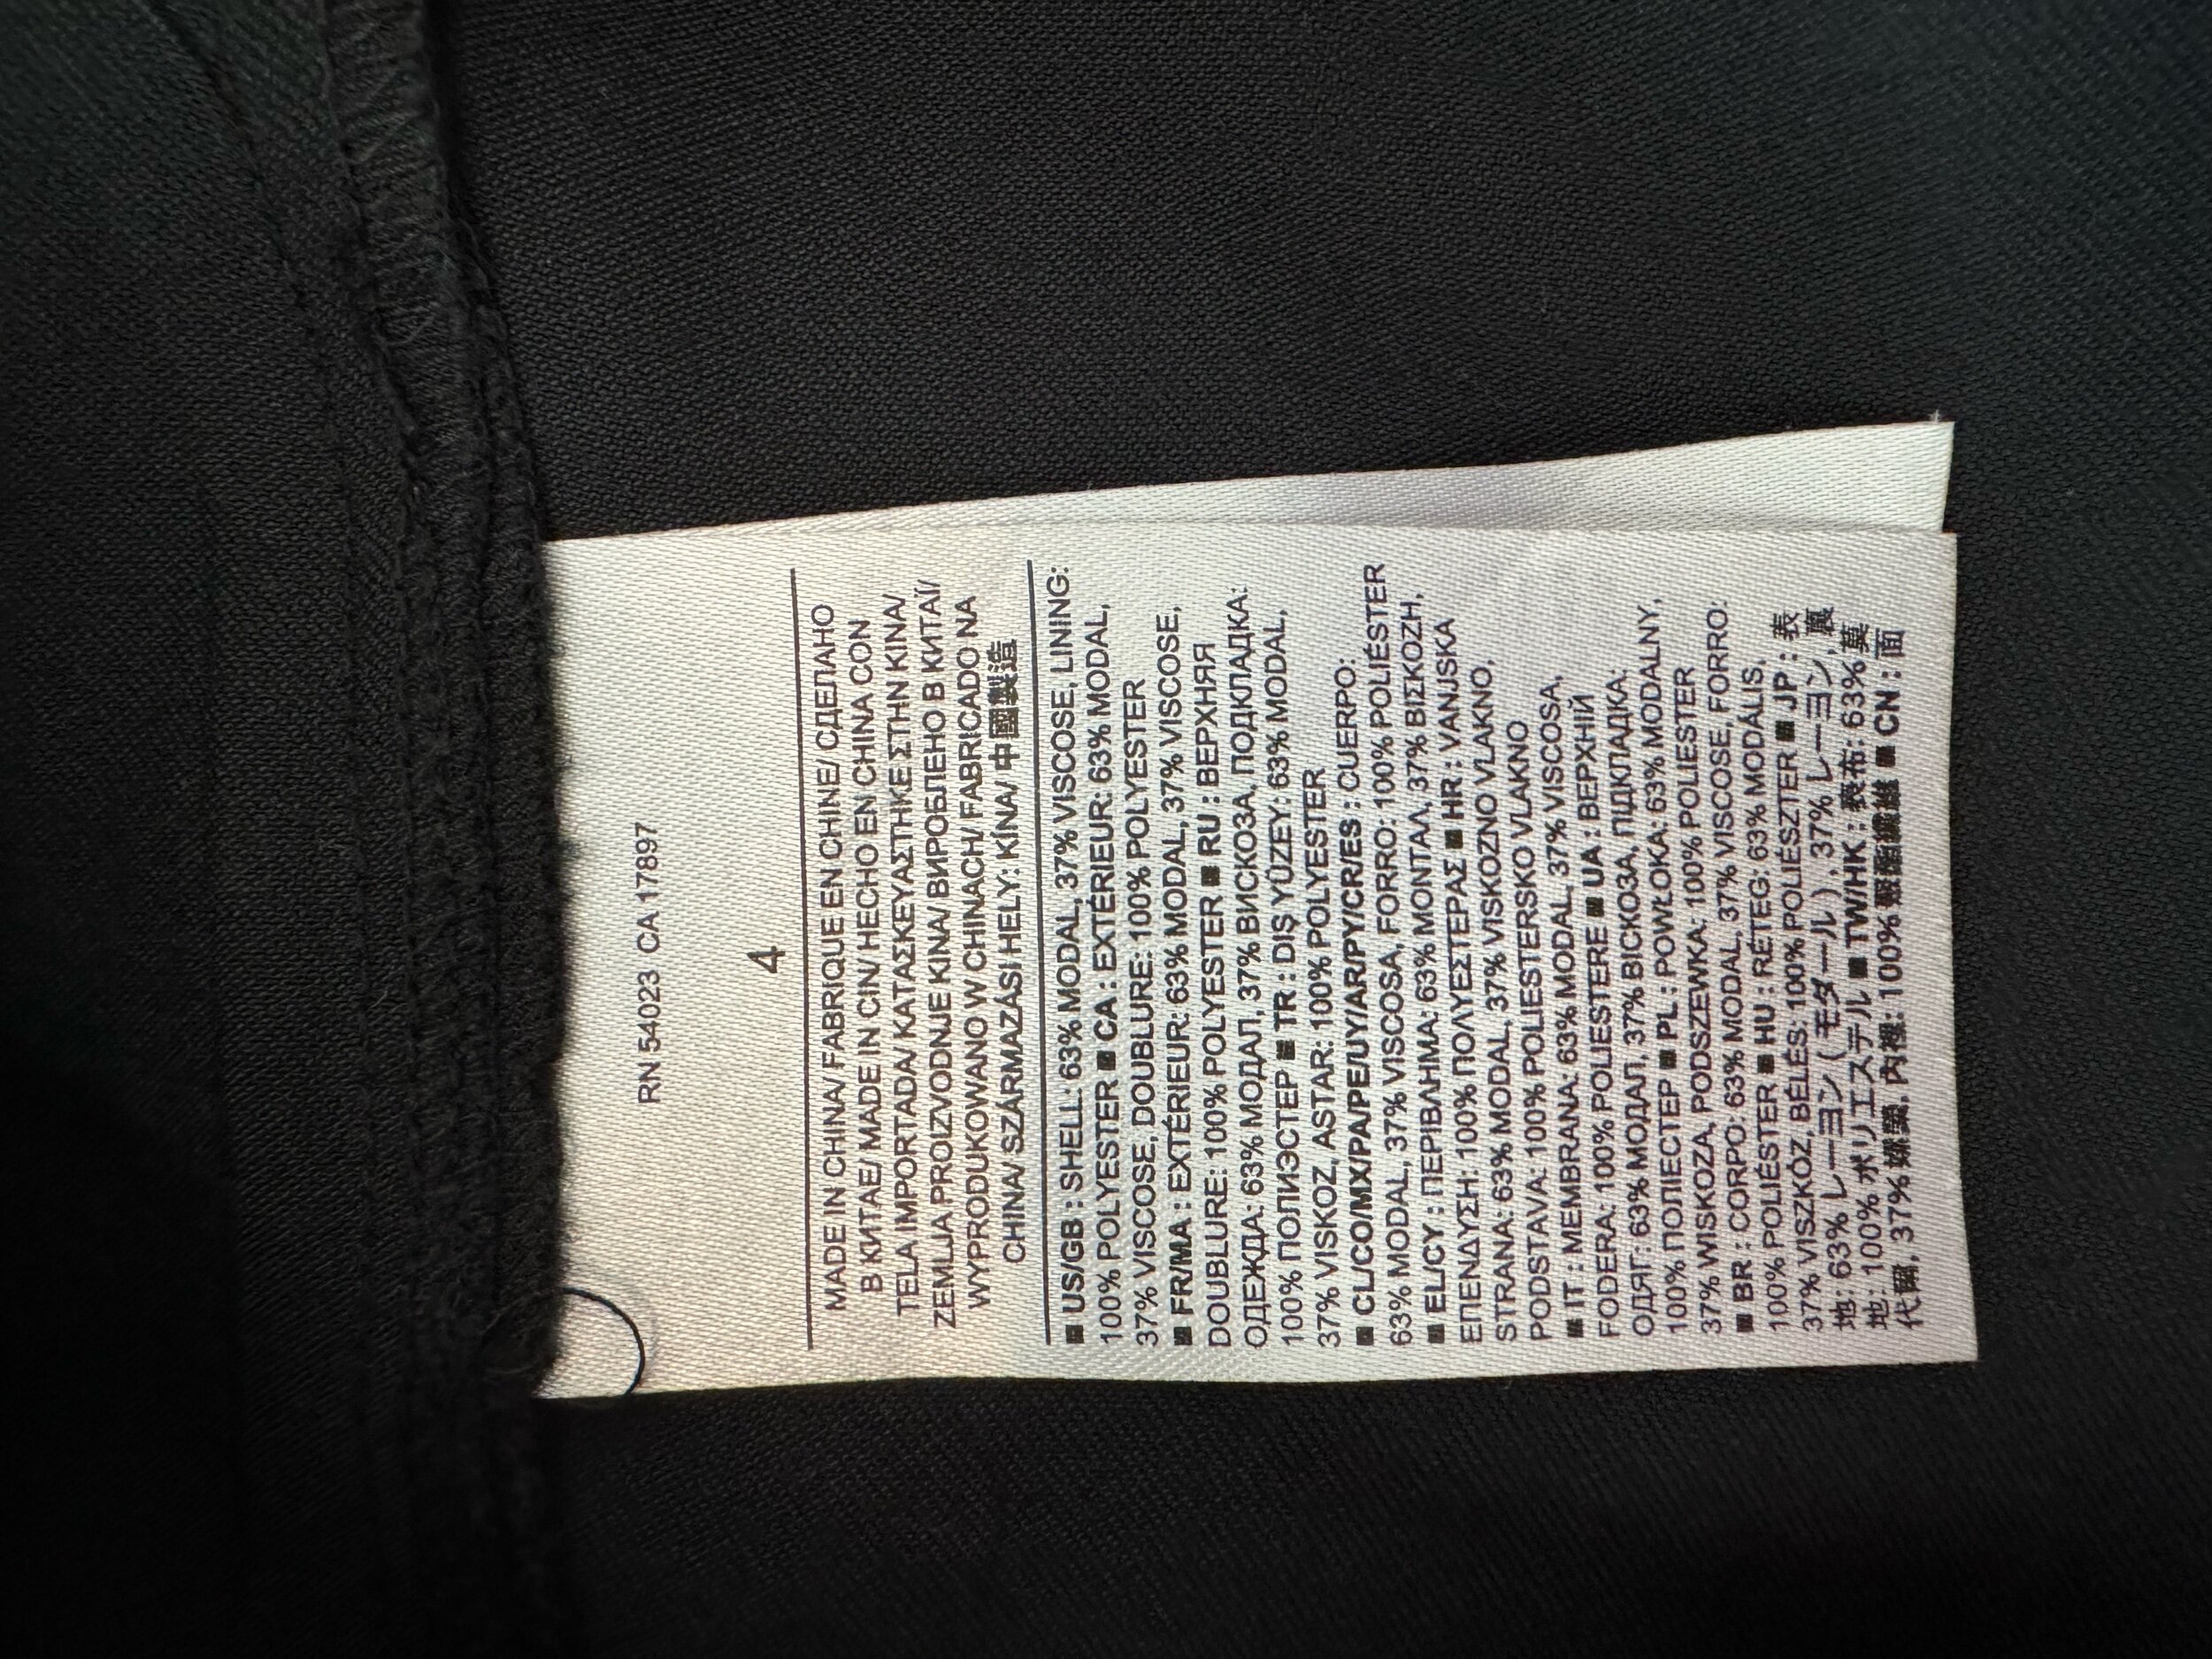 RN 54023 CA 17897
4
MADE IN CHINA/ FABRIQUE EN CHINE/ СДЕЛАНО
В КИТАЕ/ MADE IN CIN/ HECHO EN CHINA CON
TELA IMPORTADA/ ΚΑΤΑΣΚΕΥΑΣΤΗΚΕ ΣΤΗΝ ΚΙΝΑ/
ZEMLJA PROIZVODNJE KINA/ ВИРОБЛЕНО В КИТАЇ/
WYPRODUKOWANO W CHINACH/ FABRICADO NA
CHINA/ SZÁRMAZÁSI HELY: KÍNA/ 中國製造
■ US/GB : SHELL: 63% MODAL, 37% VISCOSE, LINING:
100% POLYESTER ■ CA : EXTÉRIEUR: 63% MODAL,
37% VISCOSE, DOUBLURE: 100% POLYESTER
■ FR/MA : EXTÉRIEUR: 63% MODAL, 37% VISCOSE,
DOUBLURE: 100% POLYESTER ■ RU : ВЕРХНЯЯ
ОДЕЖДА: 63% МОДАЛ, 37% ВИСКОЗА, ПОДКЛАДКА:
100% ПОЛИЭСТЕР ■ TR : DIŞ YÜZEY: 63% MODAL,
37% VISKOZ, ASTAR: 100% POLYESTER
■ CL/CO/MX/PA/PE/UY/AR/PY/CR/ES : CUERPO:
63% MODAL, 37% VISCOSA, FORRO: 100% POLIÉSTER
■ EL/CY : ΠΕΡΙΒΛΗΜΑ: 63% ΜΟΝΤΑΛ, 37% ΒΙΣΚΟΖΗ,
ΕΠΕΝΔΥΣΗ: 100% ΠΟΛΥΕΣΤΕΡΑΣ ■ HR : VANJSKA
STRANA: 63% MODAL, 37% VISKOZNO VLAKNO,
PODSTAVA: 100% POLIESTERSKO VLAKNO
■ IT : MEMBRANA: 63% MODAL, 37% VISCOSA,
FODERA: 100% POLIESTERE ■ UA : ВЕРХНІЙ
ОДЯГ: 63% МОДАЛ, 37% ВІСКОЗА, ПІДКЛАДКА:
100% ПОЛІЕСТЕР ■ PL : POWŁOKA: 63% MODALNY,
37% WISKOZA, PODSZEWKA: 100% POLIESTER
■ BR : CORPO: 63% MODAL, 37% VISCOSE, FORRO:
100% POLIÉSTER ■ HU : RÉTEG: 63% MODÁLIS,
37% VISZKÓZ, BÉLÉS: 100% POLIÉSZTER ■ JP : 表
地: 63% レーヨン (モダール), 37% レーヨン, 裏
地: 100% ポリエステル ■ TW/HK : 表布: 63% 莫
代爾, 37% 嫘縈, 內裡: 100% 聚酯纖維 ■ CN : 面